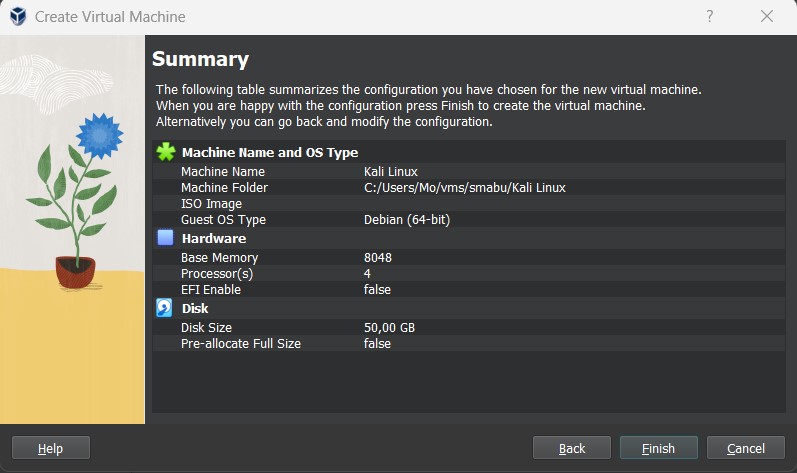 Create Virtual Machine
Summary
The following table summarizes the configuration you have chosen for the new virtual machine.
When you are happy with the configuration press Finish to create the virtual machine.
Alternatively you can go back and modify the configuration.
Machine Name and OS Type
Machine Name Kali Linux
Machine Folder C:/Users/Mo/vms/smabu/Kali Linux
ISO Image
Guest OS Type Debian (64-bit)
Hardware
Base Memory 8048
Processor(s) 4
EFI Enable false
Disk
Disk Size 50,00 GB
Pre-allocate Full Size false
Help Back Finish Cancel